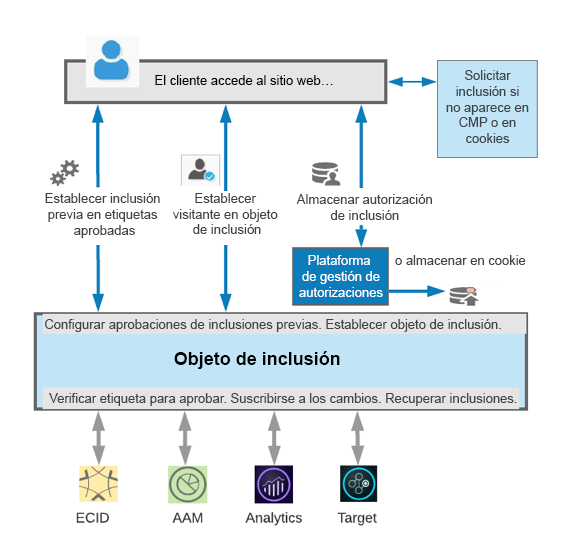 El cliente accede al sitio web…
Solicitar
inclusión si
no aparece en
CMP o en
cookies
Establecer inclusión
previa en etiquetas
aprobadas
Establecer
visitante en objeto
de inclusión
Almacenar autorización
de inclusión
Plataforma
de gestión de
autorizaciones
o almacenar en cookie
Configurar aprobaciones de inclusiones previas. Establecer objeto de inclusión.
Objeto de inclusión
Verificar etiqueta para aprobar. Suscribirse a los cambios. Recuperar inclusiones.
ECID
AAM
Analytics
Target